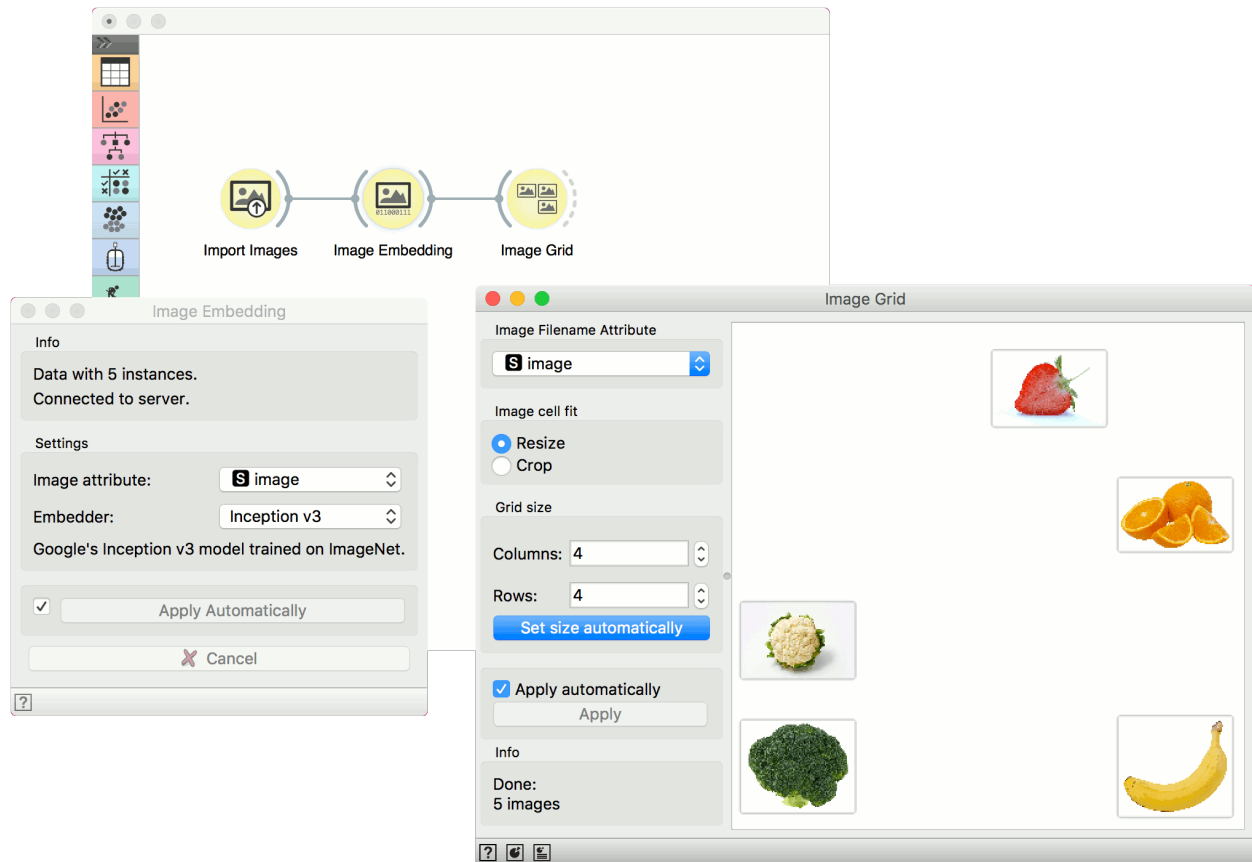 011000111
Import Images
Image Embedding
Image Grid
Image Embedding
Info
Data with 5 instances.
Connected to server.
Settings
Image attribute:
S image
Embedder:
Inception v3
Google's Inception v3 model trained on ImageNet.
Apply Automatically
Cancel
?
Image Grid
Image Filename Attribute
S image
Image cell fit
Resize
Crop
Grid size
Columns:
4
Rows:
4
Set size automatically
Apply automatically
Apply
Info
Done:
5 images
?